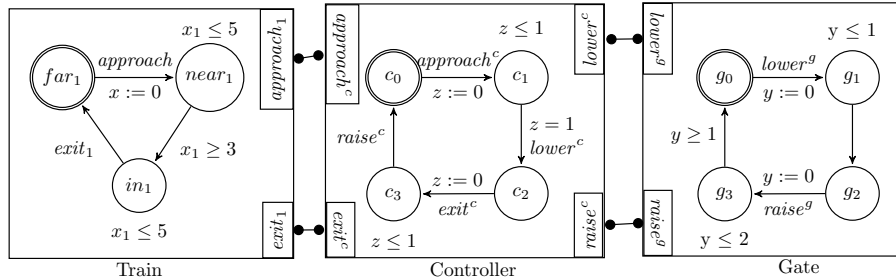 x₁ ≤ 5
far₁
approach
x := 0
near₁
exit₁
x₁ ≥ 3
in₁
x₁ ≤ 5
approach₁
exit₁
Train
approachᶜ
exitᶜ
z ≤ 1
c₀
approachᶜ
z := 0
c₁
raiseᶜ
z = 1
lowerᶜ
c₃
z := 0
exitᶜ
c₂
z ≤ 1
lowerᶜ
raiseᶜ
Controller
lowerᵍ
raiseᵍ
y ≤ 1
g₀
lowerᵍ
y := 0
g₁
y ≥ 1
g₃
y := 0
raiseᵍ
g₂
y ≤ 2
Gate